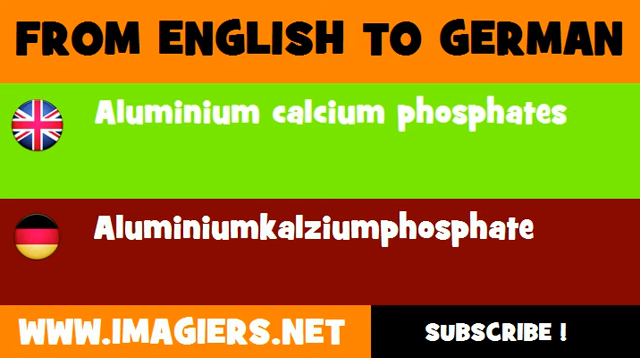 FROM ENGLISH TO GERMAN
Aluminium calcium phosphates
Aluminiumkalziumphosphate
WWW.IMAGIERS.NET
SUBSCRIBE !